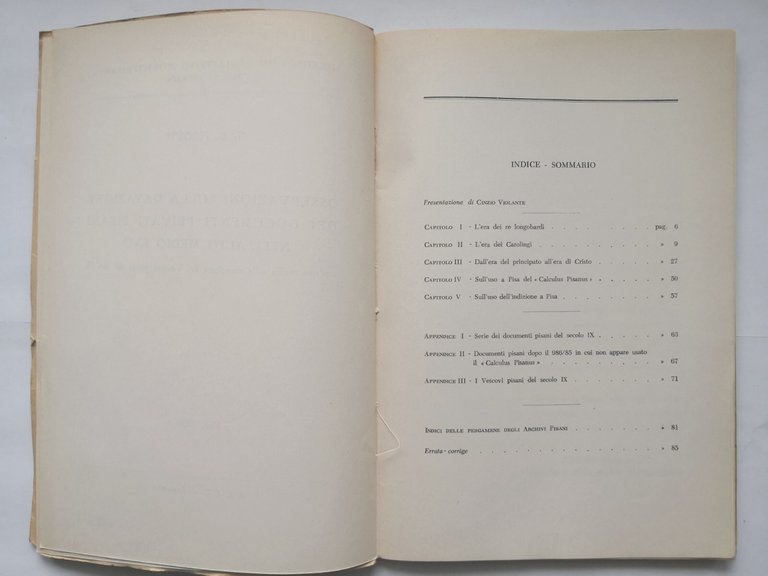 INDICE - SOMMARIO
Presentazione di CINZIO VIOLANTE
CAPITOLO I - L'era dei re longobardi . . . . . . . . . pag. 6
CAPITOLO II - L'era dei Carolingi . . . . . . . . . . » 9
CAPITOLO III - Dall'era del principato all'era di Cristo . . . . . . » 27
CAPITOLO IV - Sull'uso a Pisa del « Calculus Pisanus » . . . . . . » 50
CAPITOLO V - Sull'uso dell'indizione a Pisa . . . . . . . . » 57
APPENDICE I - Serie dei documenti pisani del secolo IX . . . . . . » 65
APPENDICE II - Documenti pisani dopo il 986/85 in cui non appare usato
il « Calculus Pisanus » . . . . . . . . . » 67
APPENDICE III - I Vescovi pisani del secolo IX . . . . . . . » 71
INDICI DELLE PERGAMENE DEGLI ARCHIVI PISANI . . . . . . . » 81
Errata - corrige . . . . . . . . . . . . . » 85